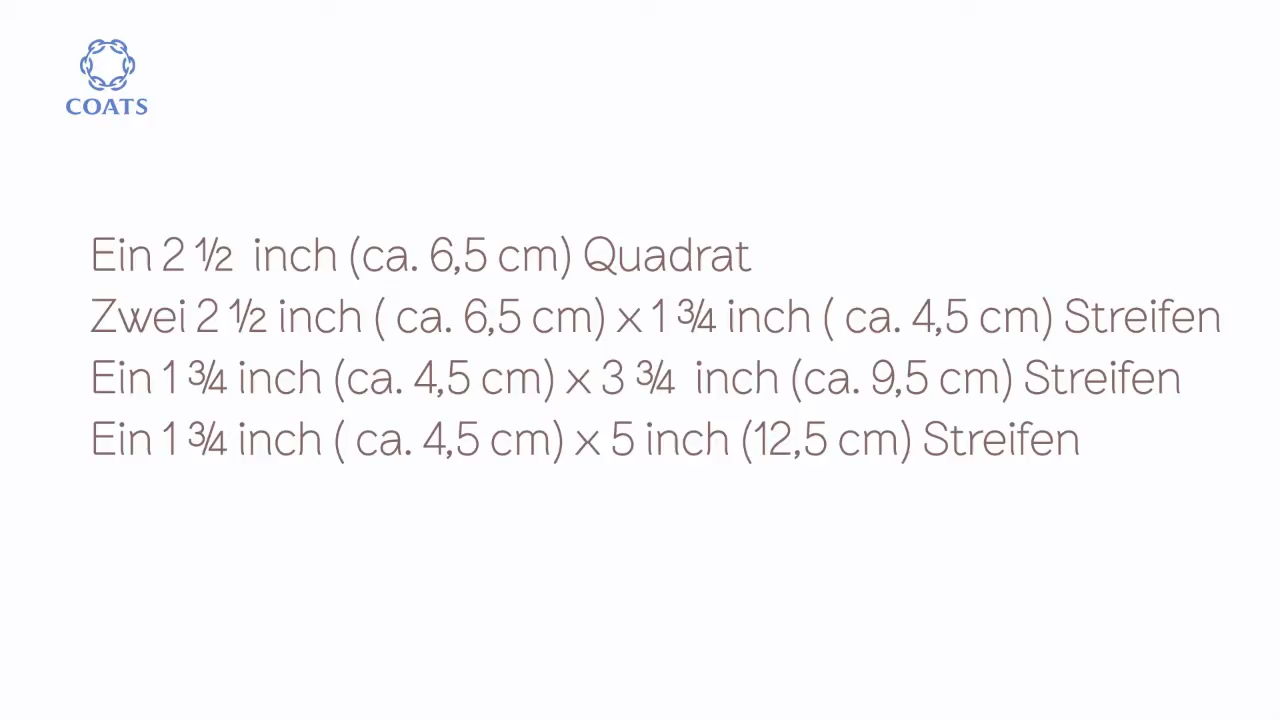 COATS
Ein 2 ½ inch (ca. 6,5 cm) Quadrat
Zwei 2 ½ inch ( ca. 6,5 cm) x 1 ¾ inch ( ca. 4,5 cm) Streifen
Ein 1 ¾ inch (ca. 4,5 cm) x 3 ¾ inch (ca. 9,5 cm) Streifen
Ein 1 ¾ inch ( ca. 4,5 cm) x 5 inch (12,5 cm) Streifen